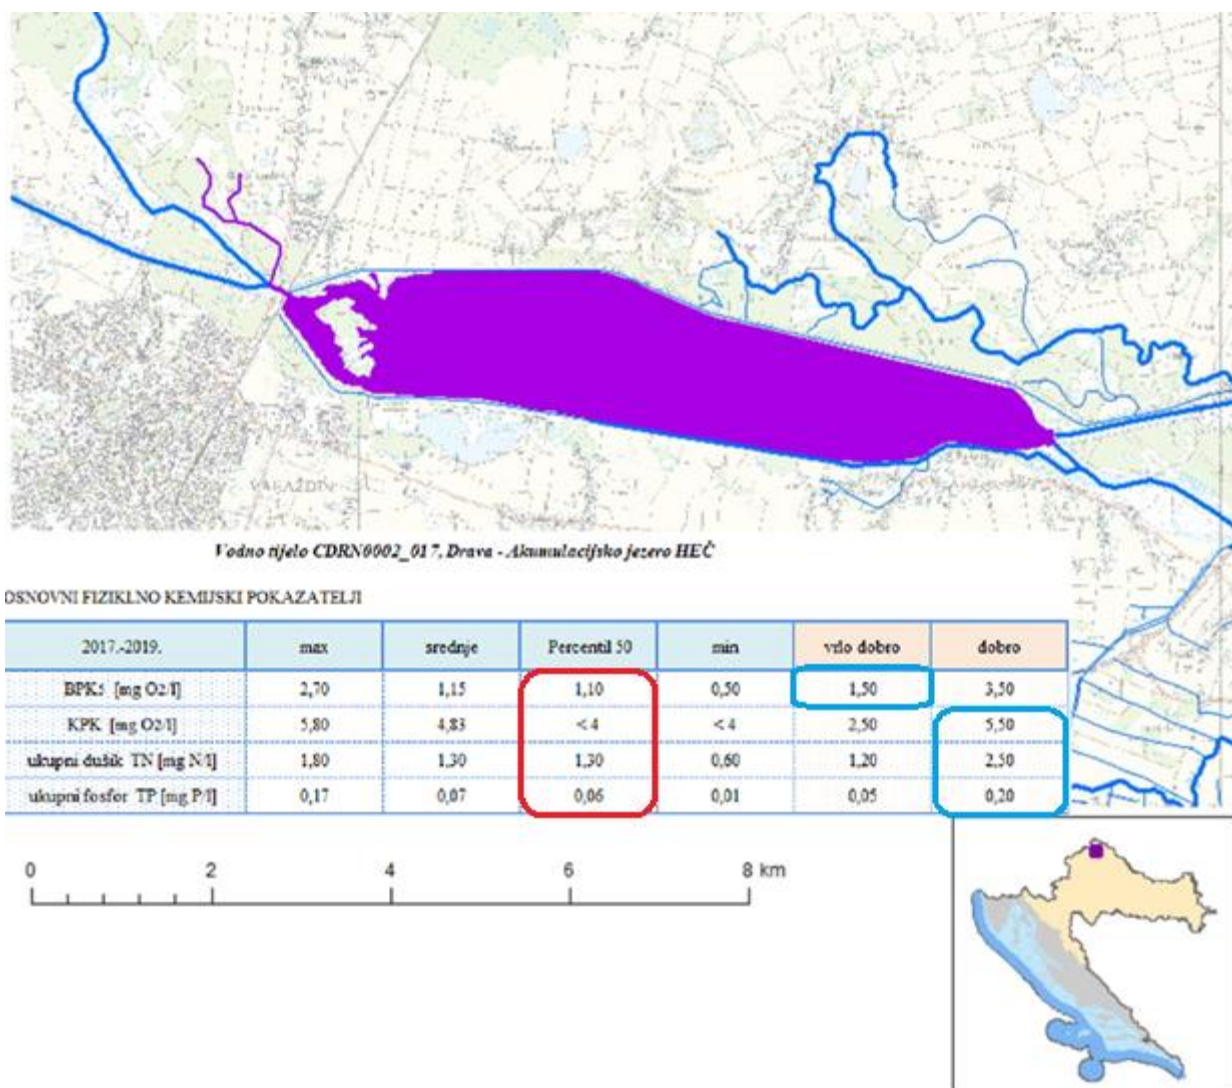 VARAŽDIN
Vodno tijelo CDRN0002_017, Drava - Akumulacijsko jezero HEČ
OSNOVNI FIZIKLNO KEMIJSKI POKAZATELJI
2017.-2019. max srednje Percentil 50 min vrlo dobro dobro
BPK5 [mg O2/l] 2,70 1,15 1,10 0,50 1,50 3,50
KPK [mg O2/l] 5,80 4,83 <4 <4 2,50 5,50
ukupni dušik TN [mg N/l] 1,80 1,30 1,30 0,60 1,20 2,50
ukupni fosfor TP [mg P/l] 0,17 0,07 0,06 0,01 0,05 0,20
0 2 4 6 8 km